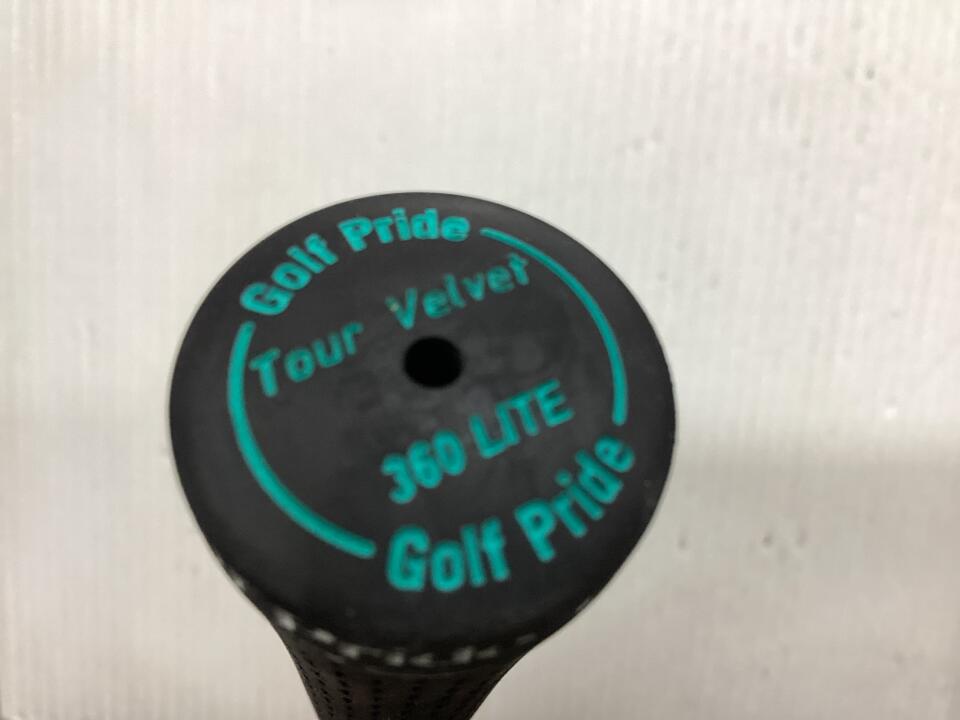 Golf Pride
Tour Velvet
360 LITE
Golf Pride